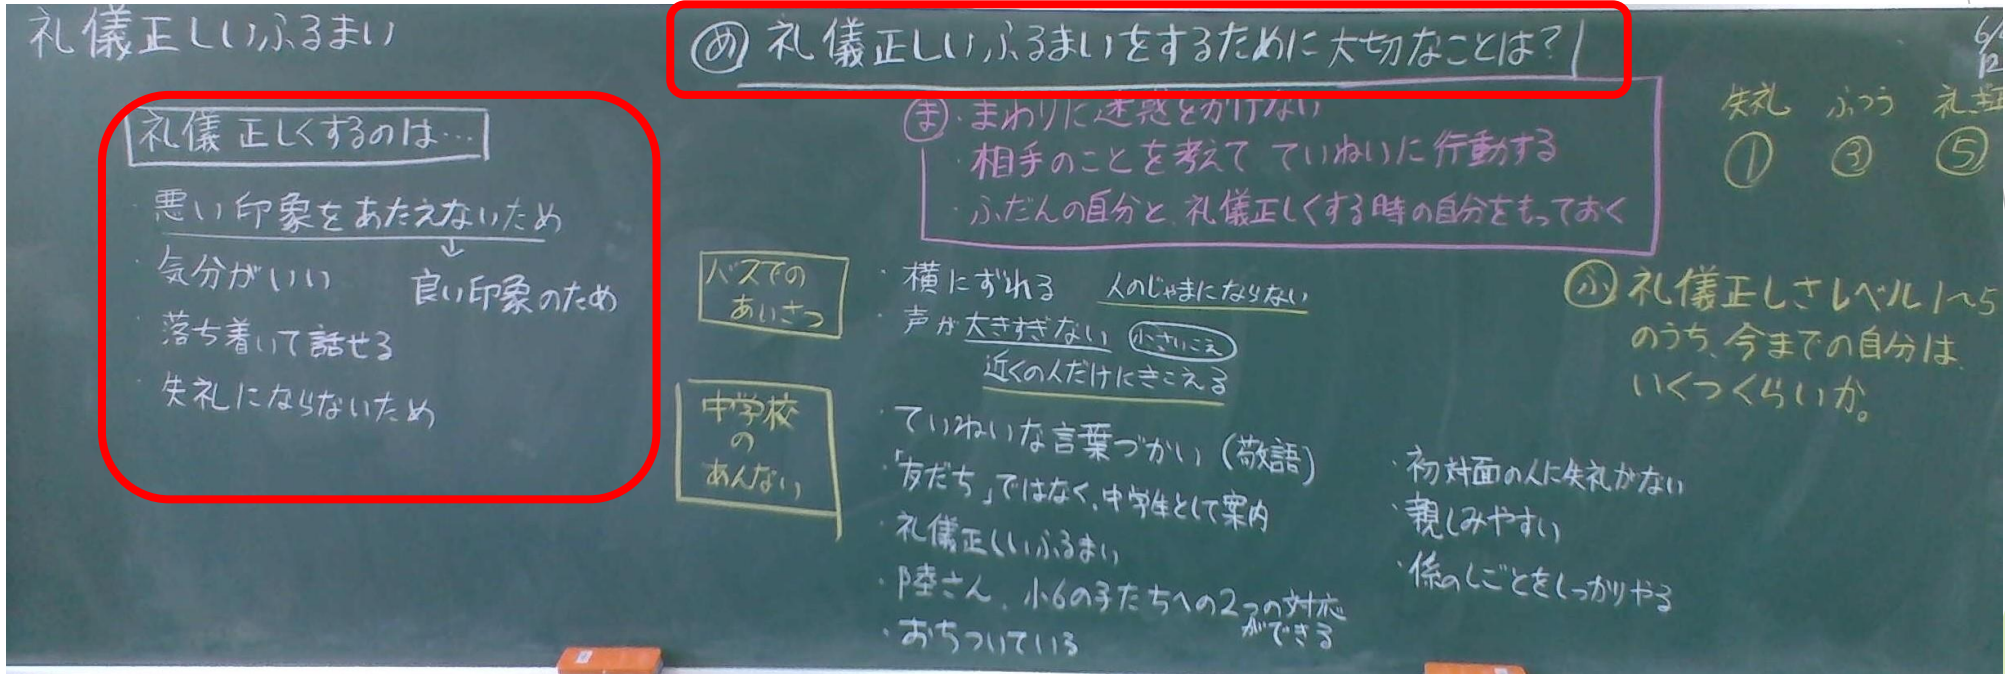 礼儀正しいふるまい
礼儀正しくするのは…
・悪い印象をあたえないため
↓
良い印象のため
・気分がいい
・落ち着いて話せる
・失礼にならないため
め 礼儀正しいふるまいをするために大切なことは?
ま ・まわりに迷惑をかけない
・相手のことを考えて ていねいに行動する
・ふだんの自分と、礼儀正しくする時の自分をもっておく
バスでの
あいさつ
・横にずれる 人のじゃまにならない
・声が大きすぎない 小さいこえ
近くの人だけにきこえる
中学校
の
あんない
・ていねいな言葉づかい(敬語)
・「友だち」ではなく、中学生として案内
・礼儀正しいふるまい
・陸さん、小6の子たちへの2つの対応
ができる
・おちついている
・初対面の人に失礼がない
・親しみやすい
・係のしごとをしっかりやる
失礼 ふつう 礼
① ③ ⑤
ふ 礼儀正しさレベル1〜5
のうち、今までの自分は、
いくつくらいか。